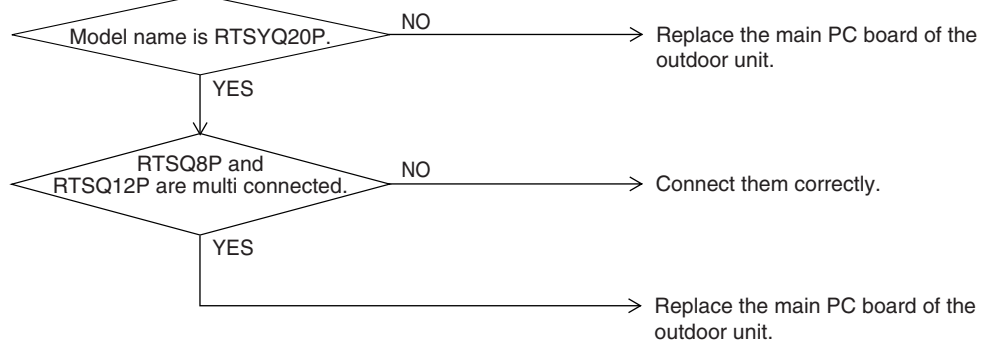 Model name is RTSYQ20P.
NO
Replace the main PC board of the
outdoor unit.
YES
RTSQ8P and
RTSQ12P are multi connected.
NO
Connect them correctly.
YES
Replace the main PC board of the
outdoor unit.